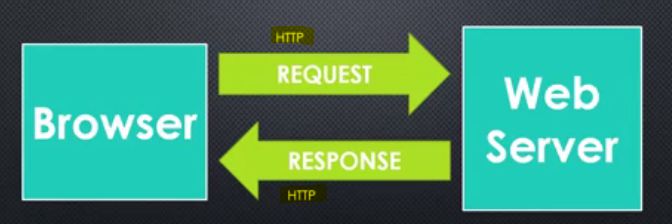 HTTP
REQUEST
Browser
Web
Server
RESPONSE
HTTP